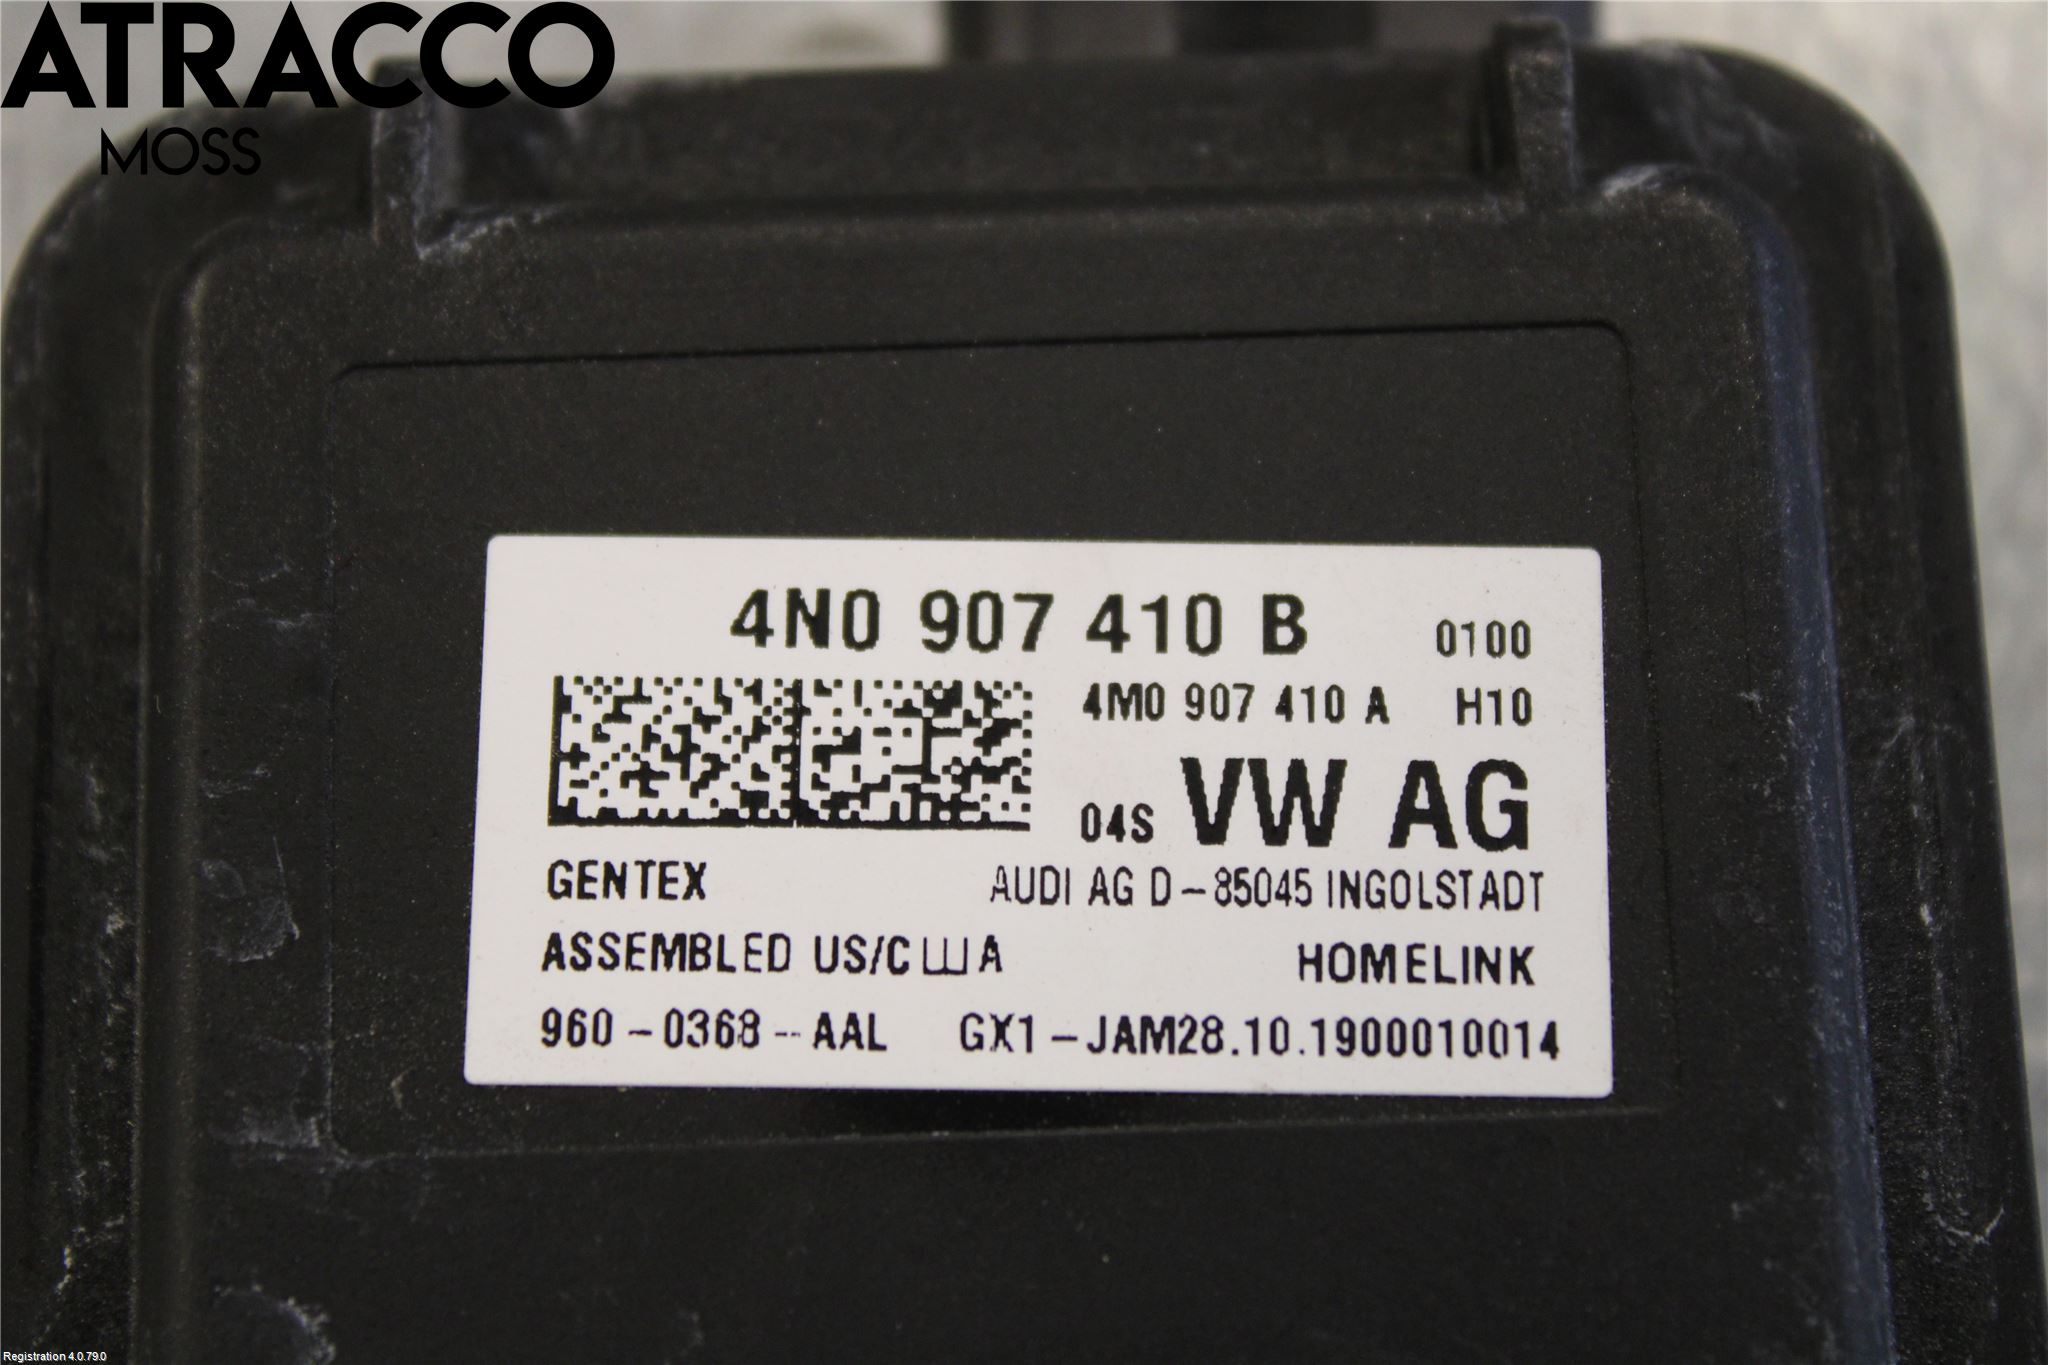 ATRACCO
MOSS
4N0 907 410 B 0100
4M0 907 410 A H10
04S VW AG
GENTEX AUDI AG D-85045 INGOLSTADT
ASSEMBLED US/C Ш A HOMELINK
960-0368-AAL GX1-JAM28.10.1900010014
Registration 4.0.79.0